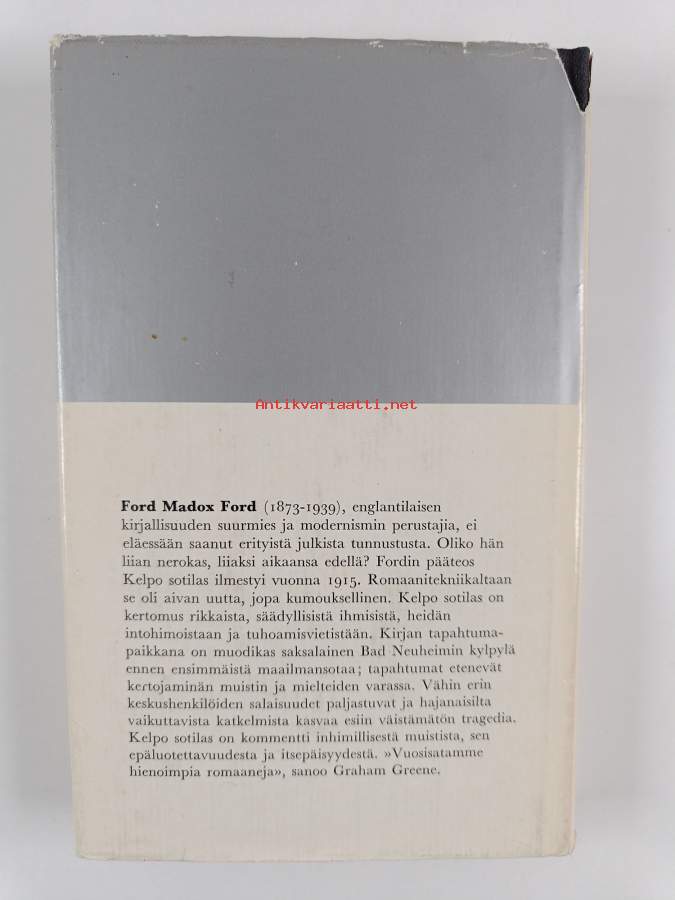 Antikvariaatti.net
Ford Madox Ford (1873-1939), englantilaisen
kirjallisuuden suurmies ja modernismin perustajia, ei
eläessään saanut erityistä julkista tunnustusta. Oliko hän
liian nerokas, liiaksi aikaansa edellä? Fordin pääteos
Kelpo sotilas ilmestyi vuonna 1915. Romaanitekniikaltaan
se oli aivan uutta, jopa kumouksellinen. Kelpo sotilas on
kertomus rikkaista, säädyllisistä ihmisistä, heidän
intohimoistaan ja tuhoamisvietistään. Kirjan tapahtuma-
paikkana on muodikas saksalainen Bad Neuheimin kylpylä
ennen ensimmäistä maailmansotaa; tapahtumat etenevät
kertojaminän muistin ja mielteiden varassa. Vähin erin
keskushenkilöiden salaisuudet paljastuvat ja hajanaisilta
vaikuttavista katkelmista kasvaa esiin väistämätön tragedia.
Kelpo sotilas on kommentti inhimillisestä muistista, sen
epäluotettavuudesta ja itsepäisyydestä. »Vuosisatamme
hienoimpia romaaneja», sanoo Graham Greene.